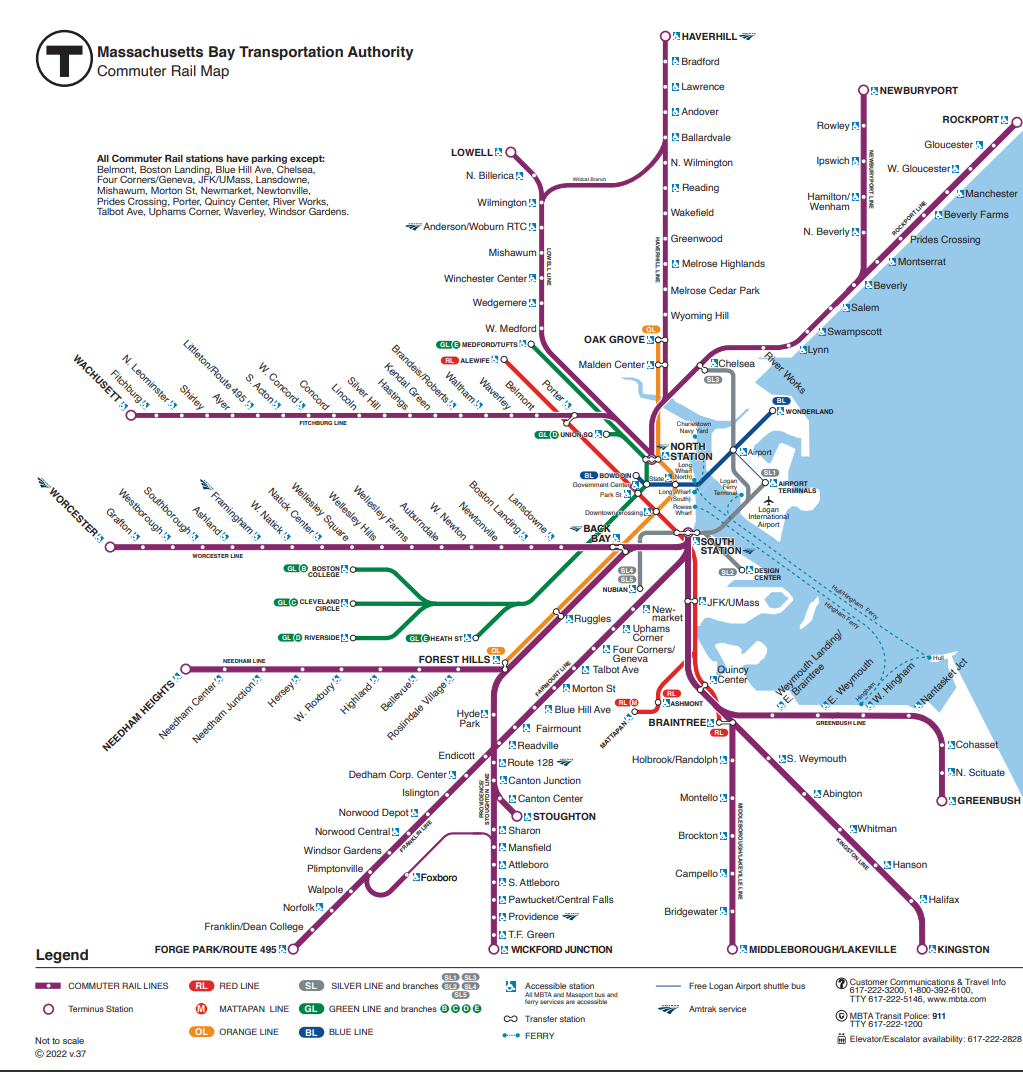 T
Massachusetts Bay Transportation Authority
Commuter Rail Map
All Commuter Rail stations have parking except:
Belmont, Boston Landing, Blue Hill Ave, Chelsea,
Four Corners/Geneva, JFK/UMass, Lansdowne,
Mishawum, Morton St, Newmarket, Newtonville,
Prides Crossing, Porter, Quincy Center, River Works,
Talbot Ave, Uphams Corner, Waverley, Windsor Gardens.
HAVERHILL
Bradford
Lawrence
Andover
Ballardvale
N. Wilmington
Reading
Wakefield
Greenwood
Melrose Highlands
Melrose Cedar Park
Wyoming Hill
OL
OAK GROVE
Malden Center
HAVERHILL LINE
Wildcat Branch
LOWELL
N. Billerica
Wilmington
Anderson/Woburn RTC
Mishawum
Winchester Center
Wedgemere
W. Medford
LOWELL LINE
NEWBURYPORT
Rowley
Ipswich
Hamilton/
Wenham
N. Beverly
NEWBURYPORT LINE
ROCKPORT
Gloucester
W. Gloucester
Manchester
Beverly Farms
Prides Crossing
Montserrat
ROCKPORT LINE
Beverly
Salem
Swampscott
Lynn
River Works
Chelsea
SL3
GL E MEDFORD/TUFTS
RL ALEWIFE
WACHUSETT
Fitchburg
N. Leominster
Shirley
Ayer
Littleton/Route 495
S. Acton
W. Concord
Concord
Lincoln
Silver Hill
Hastings
Kendal Green
Brandeis/Roberts
Waltham
Waverley
Belmont
Porter
FITCHBURG LINE
GL D UNION SQ
BL
WONDERLAND
Charlestown
Navy Yard
NORTH
STATION
Airport
Long
Wharf
(North)
BL BOWDOIN
State
Government Center
Park St
Long Wharf
(South)
Rowes
Wharf
Downtown Crossing
Logan
Ferry
Terminal
SL1
AIRPORT
TERMINALS
Logan
International
Airport
WORCESTER
Grafton
Westborough
Southborough
Ashland
Framingham
W. Natick
Natick Center
Wellesley Square
Wellesley Hills
Wellesley Farms
Auburndale
W. Newton
Newtonville
Boston Landing
Lansdowne
WORCESTER LINE
BACK
BAY
SOUTH
STATION
SL4
SL5
NUBIAN
SL2
DESIGN
CENTER
GL B BOSTON
COLLEGE
GL C CLEVELAND
CIRCLE
GL D RIVERSIDE
GL E HEATH ST
Ruggles
OL
FOREST HILLS
NEEDHAM LINE
NEEDHAM HEIGHTS
Needham Center
Needham Junction
Hersey
W. Roxbury
Highland
Bellevue
Roslindale Village
JFK/UMass
New-
market
Uphams
Corner
Four Corners/
Geneva
Talbot Ave
Morton St
Blue Hill Ave
Fairmount
Readville
FAIRMOUNT LINE
RL M
MATTAPAN
RL
ASHMONT
Quincy
Center
BRAINTREE
RL
Hull/Hingham Ferry
Hingham Ferry
Hull
Hingham
Weymouth Landing/
E. Braintree
E. Weymouth
W. Hingham
Nantasket Jct
GREENBUSH LINE
Cohasset
N. Scituate
GREENBUSH
Hyde
Park
Endicott
Dedham Corp. Center
Islington
Norwood Depot
Norwood Central
Windsor Gardens
Plimptonville
Walpole
Norfolk
Franklin/Dean College
FORGE PARK/ROUTE 495
FRANKLIN LINE
Foxboro
Route 128
Canton Junction
Canton Center
STOUGHTON
PROVIDENCE/
STOUGHTON LINE
Sharon
Mansfield
Attleboro
S. Attleboro
Pawtucket/Central Falls
Providence
T.F. Green
WICKFORD JUNCTION
Holbrook/Randolph
Montello
Brockton
Campello
Bridgewater
MIDDLEBOROUGH/LAKEVILLE LINE
MIDDLEBOROUGH/LAKEVILLE
S. Weymouth
Abington
Whitman
Hanson
Halifax
KINGSTON LINE
KINGSTON
Legend
COMMUTER RAIL LINES
Terminus Station
RL RED LINE
M MATTAPAN LINE
OL ORANGE LINE
SL SILVER LINE and branches SL1 SL3 SL2 SL4 SL5
GL GREEN LINE and branches B C D E
BL BLUE LINE
Accessible station
All MBTA and Massport bus and
ferry services are accessible
Transfer station
FERRY
Free Logan Airport shuttle bus
Amtrak service
Customer Communications & Travel Info
617-222-3200, 1-800-392-6100,
TTY 617-222-5146, www.mbta.com
MBTA Transit Police: 911
TTY 617-222-1200
Elevator/Escalator availability: 617-222-2828
Not to scale
© 2022 v.37